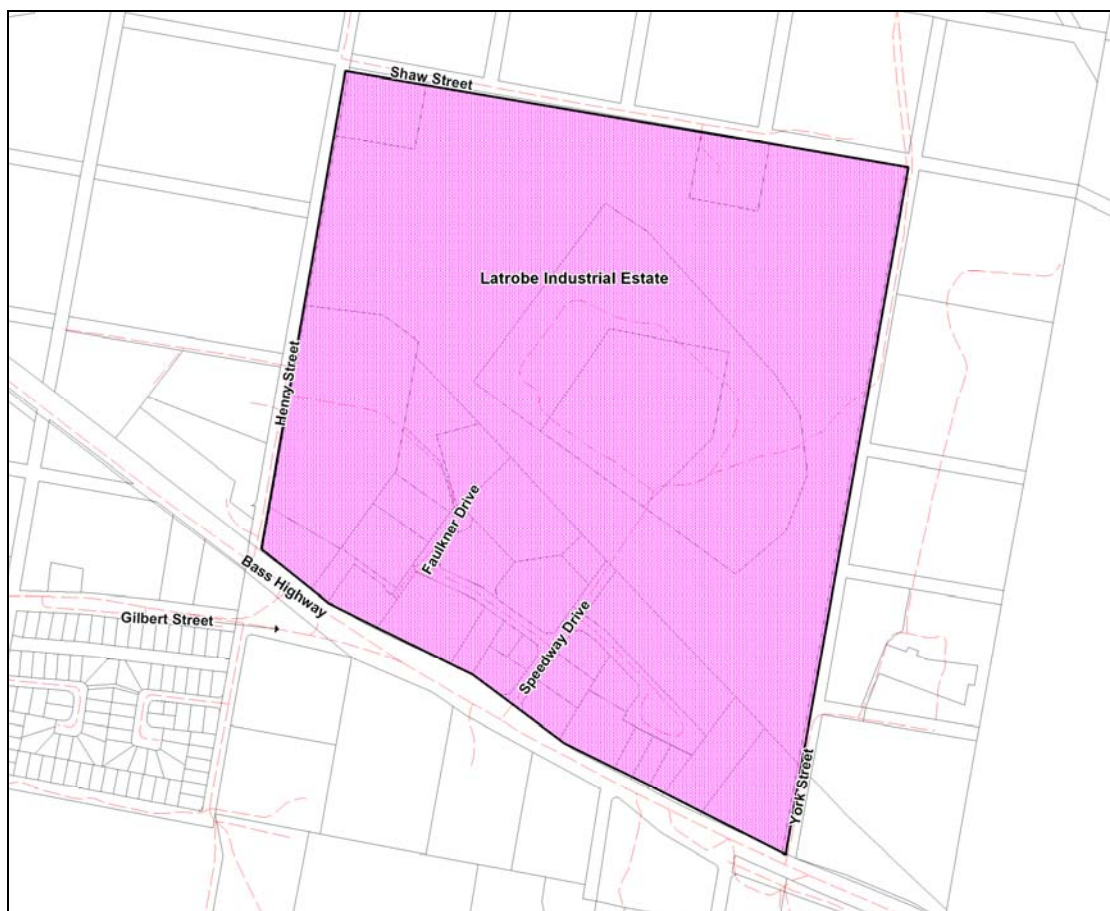 Shaw Street
Latrobe Industrial Estate
Henry Street
Faulkner Drive
Bass Highway
Gilbert Street
Speedway Drive
York Street